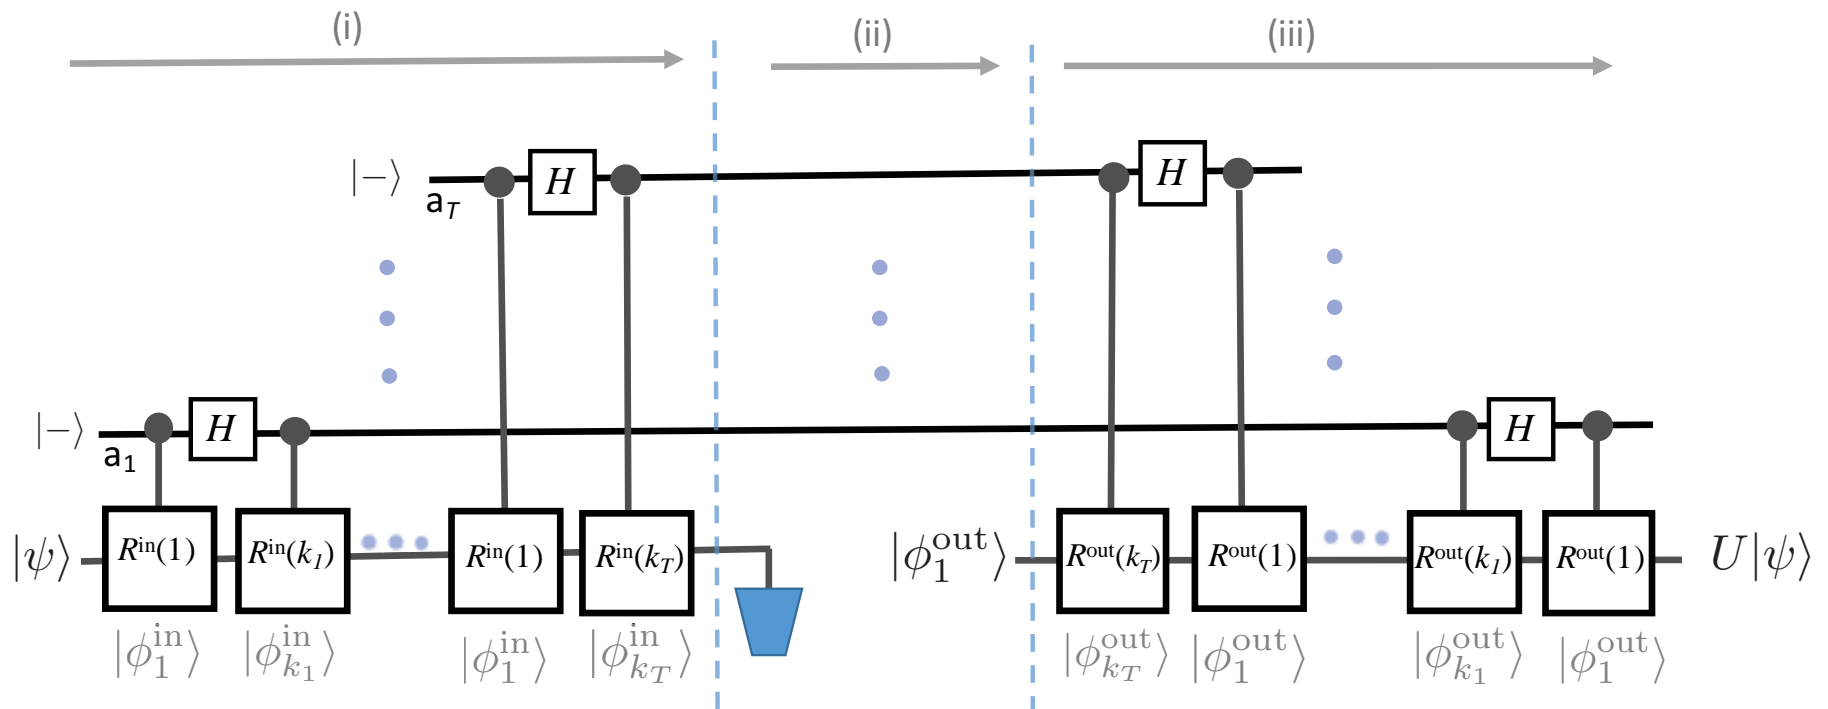 (i) (ii) (iii)
|−⟩ H H
a_T
|−⟩ H H
a_1
|ψ⟩ R^in(1) R^in(k_1) R^in(1) R^in(k_T) |ϕ_1^out⟩ R^out(k_T) R^out(1) R^out(k_1) R^out(1) U|ψ⟩
|ϕ_1^in⟩ |ϕ_{k_1}^in⟩ |ϕ_1^in⟩ |ϕ_{k_T}^in⟩ |ϕ_{k_T}^out⟩ |ϕ_1^out⟩ |ϕ_{k_1}^out⟩ |ϕ_1^out⟩